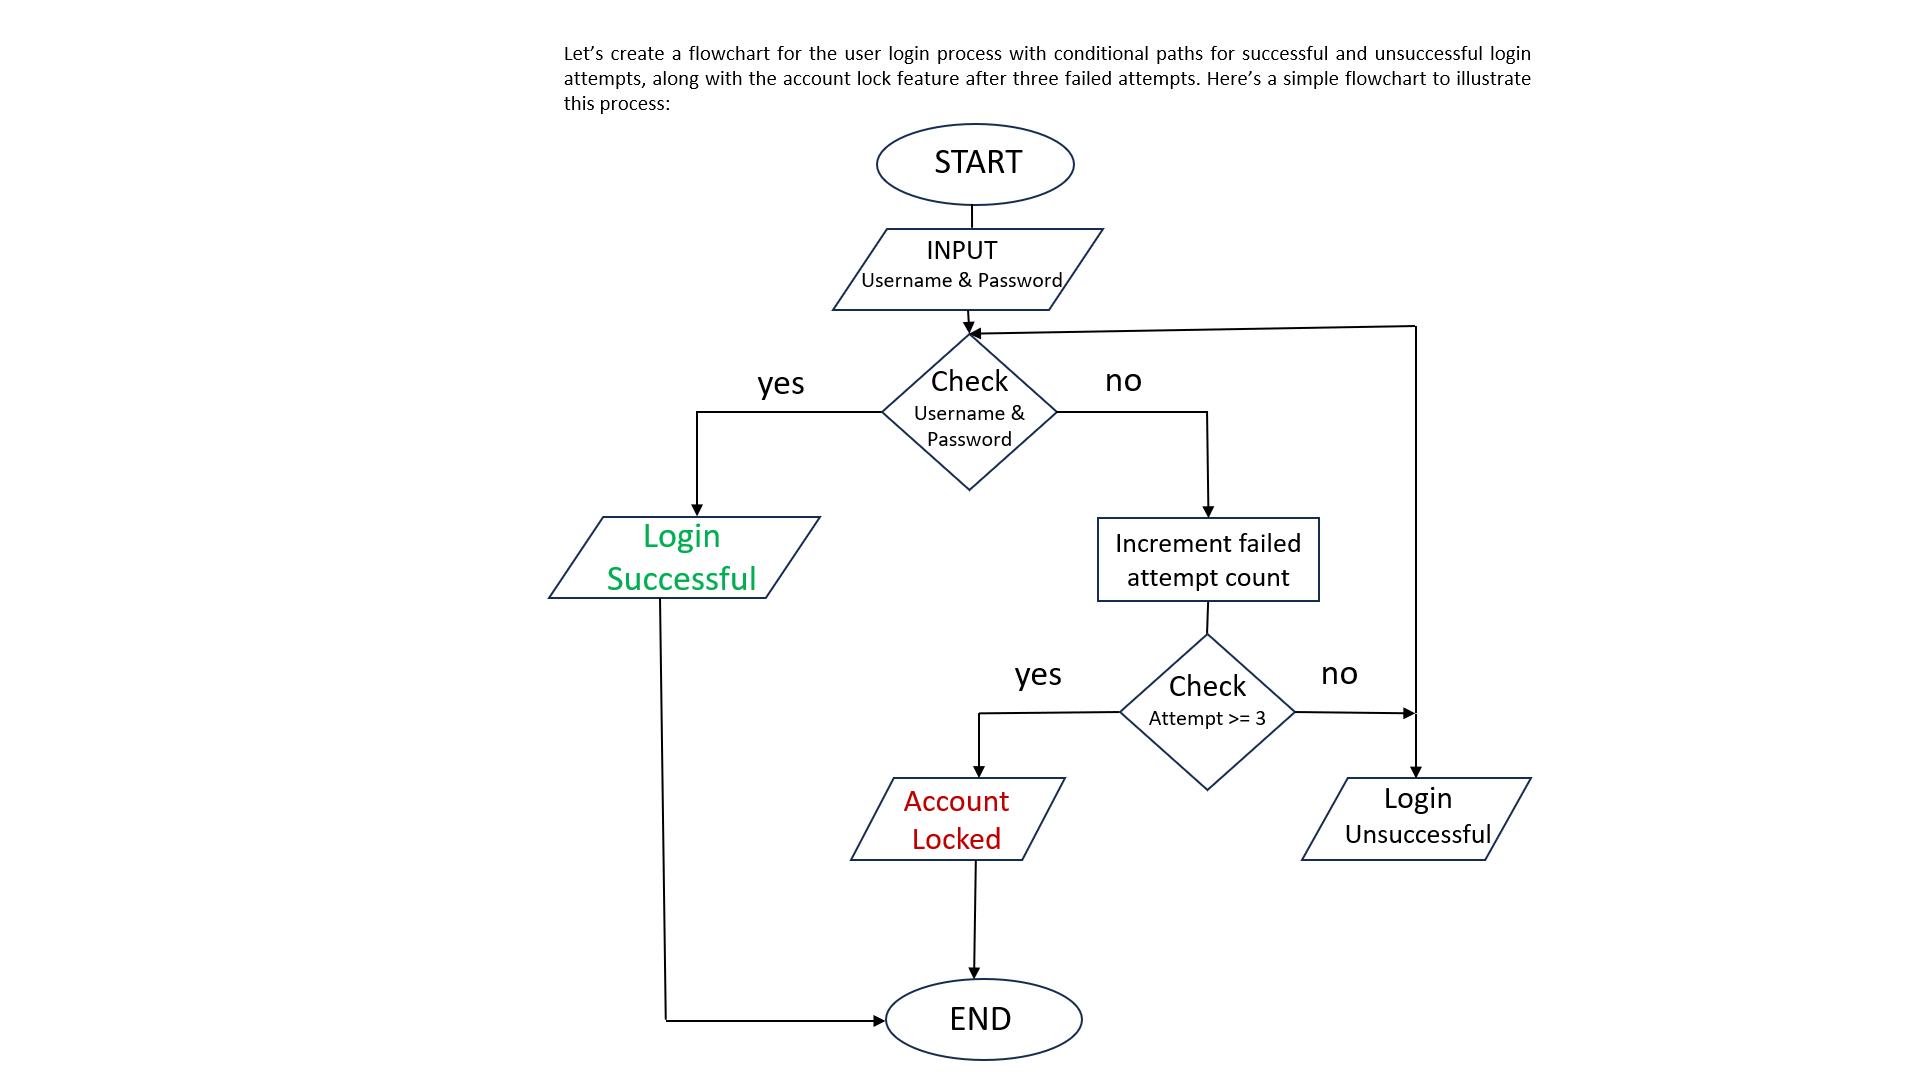 Let’s create a flowchart for the user login process with conditional paths for successful and unsuccessful login
attempts, along with the account lock feature after three failed attempts. Here’s a simple flowchart to illustrate
this process:
START
INPUT
Username & Password
yes
Check
Username &
Password
no
Login
Successful
Increment failed
attempt count
yes
Check
Attempt >= 3
no
Account
Locked
Login
Unsuccessful
END